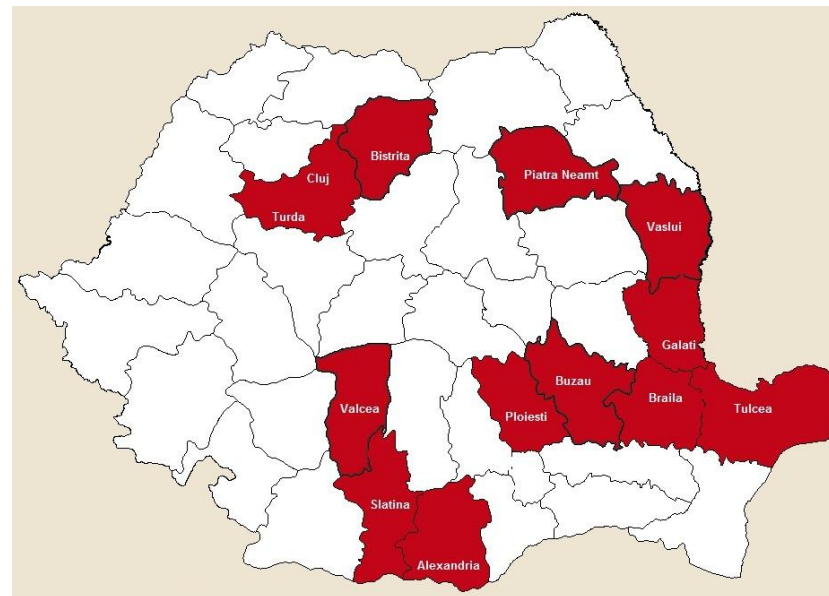 Bistrita
Cluj
Piatra Neamt
Turda
Vaslui
Galati
Buzau
Valcea
Ploiesti
Braila
Tulcea
Slatina
Alexandria